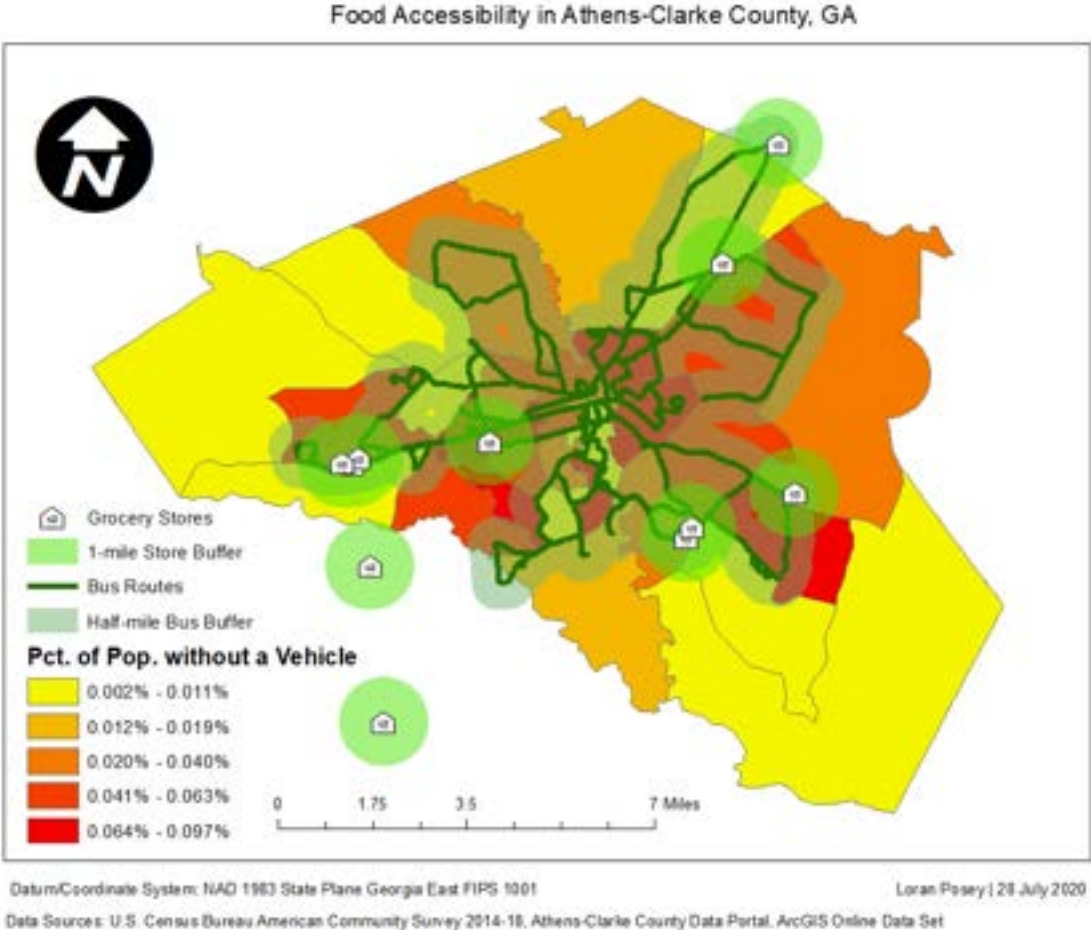 Food Accessibility in Athens-Clarke County, GA
N
Grocery Stores
1-mile Store Buffer
Bus Routes
Half-mile Bus Buffer
Pct. of Pop. without a Vehicle
0.002% - 0.011%
0.012% - 0.019%
0.020% - 0.040%
0.041% - 0.063%
0.064% - 0.097%
0 1.75 3.5 7 Miles
Datum/Coordinate System: NAD 1983 State Plane Georgia East FIPS 1001
Loran Posey | 28 July 2020
Data Sources: U.S. Census Bureau American Community Survey 2014-18, Athens-Clarke County Data Portal, ArcGIS Online Data Set